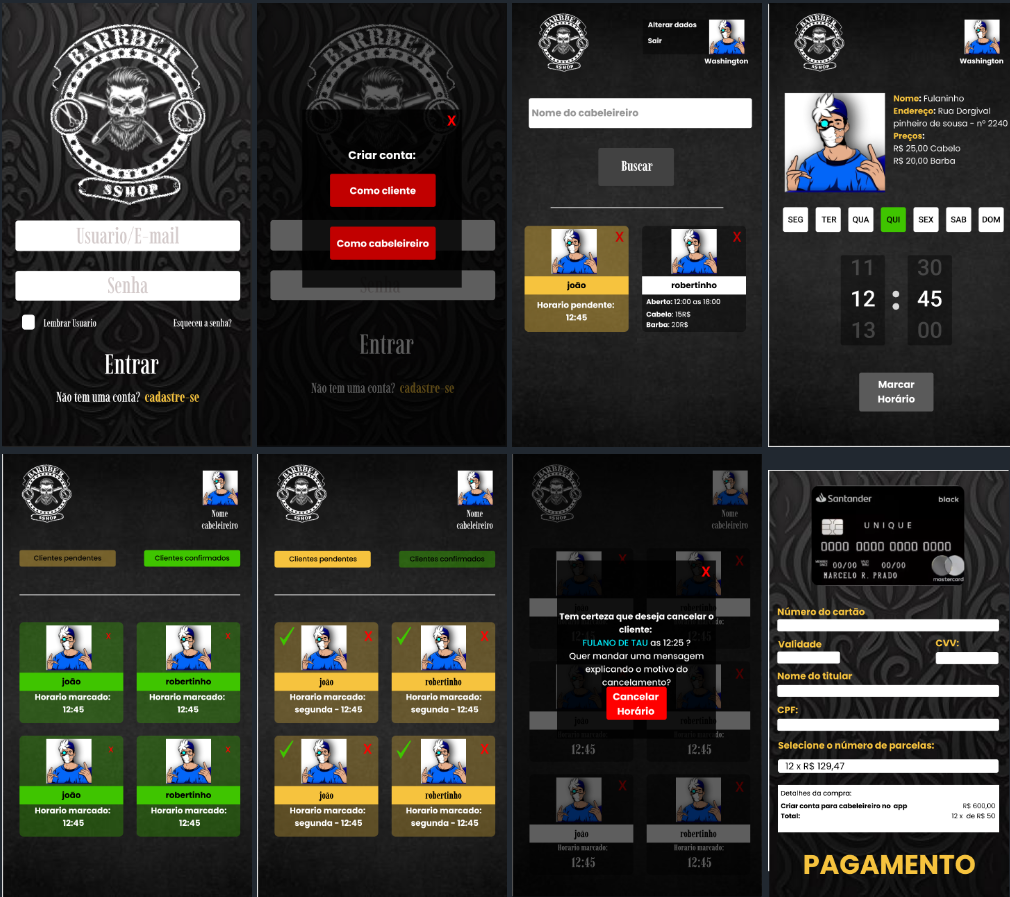 BARBBER
SSHOP
Usuario/E-mail
Senha
Lembrar Usuario
Esqueceu a senha?
Entrar
Não tem uma conta? cadastre-se
BARBBER
X
Criar conta:
Como cliente
Como cabeleireiro
Senha
Entrar
Não tem uma conta? cadastre-se
BARBBER
SSHOP
Alterar dados
Sair
Washington
Nome do cabeleireiro
Buscar
X
joão
Horario pendente:
12:45
X
robertinho
Aberto: 12:00 as 18:00
Cabelo: 15R$
Barba: 20R$
BARBBER
SSHOP
Washington
Nome: Fulaninho
Endereço: Rua Dorgival
pinheiro de sousa - nº 2240
Preços:
R$ 25,00 Cabelo
R$ 20,00 Barba
SEG TER QUA QUI SEX SAB DOM
11 30
12 : 45
13 00
Marcar
Horário
BARBBER
SSHOP
Nome
cabeleireiro
Clientes pendentes
Clientes confirmados
X
joão
Horario marcado:
12:45
X
robertinho
Horario marcado:
12:45
X
joão
Horario marcado:
12:45
X
robertinho
Horario marcado:
12:45
BARBBER
SSHOP
Nome
cabeleireiro
Clientes pendentes
Clientes confirmados
X
joão
Horario marcado:
segunda - 12:45
X
robertinho
Horario marcado:
segunda - 12:45
X
joão
Horario marcado:
segunda - 12:45
X
robertinho
Horario marcado:
segunda - 12:45
BARBBER
SSHOP
Nome
cabeleireiro
X
Tem certeza que deseja cancelar o
cliente:
FULANO DE TAU as 12:25 ?
Quer mandar uma mensagem
explicando o motivo do
cancelamento?
Cancelar
Horário
joão
12:45
robertinho
12:45
X
joão
Horario marcado:
12:45
X
robertinho
Horario marcado:
12:45
Santander
black
UNIQUE
0000 0000 0000 0000
00/00 00/00
MARCELO R. PRADO
mastercard
Número do cartão
Validade
CVV:
Nome do titular
CPF:
Selecione o número de parcelas:
12 x R$ 129,47
Detalhes da compra:
Criar conta para cabeleireiro no app R$ 600,00
Total: 12 x de R$ 50
PAGAMENTO